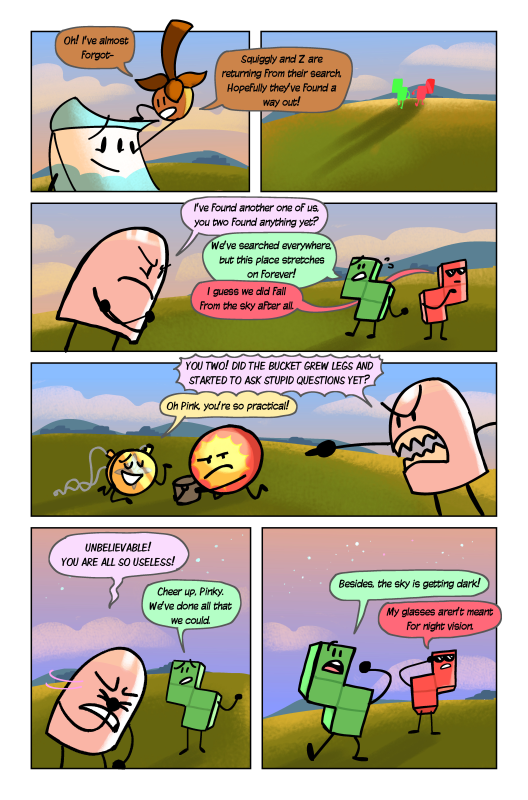 Oh! I've almost
Forgot-
Squiggly and Z are
returning from their search.
Hopefully they've found a
way out!
I've found another one of us,
you two found anything yet?
We've searched everywhere,
but this place stretches
on forever!
I guess we did fall
from the sky after all.
YOU TWO! DID THE BUCKET GREW LEGS AND
STARTED TO ASK STUPID QUESTIONS YET?
Oh Pink, you're so practical!
UNBELIEVABLE!
YOU ARE ALL SO USELESS!
Cheer up, Pinky.
We've done all that
we could.
Besides, the sky is getting dark!
My glasses aren't meant
for night vision.